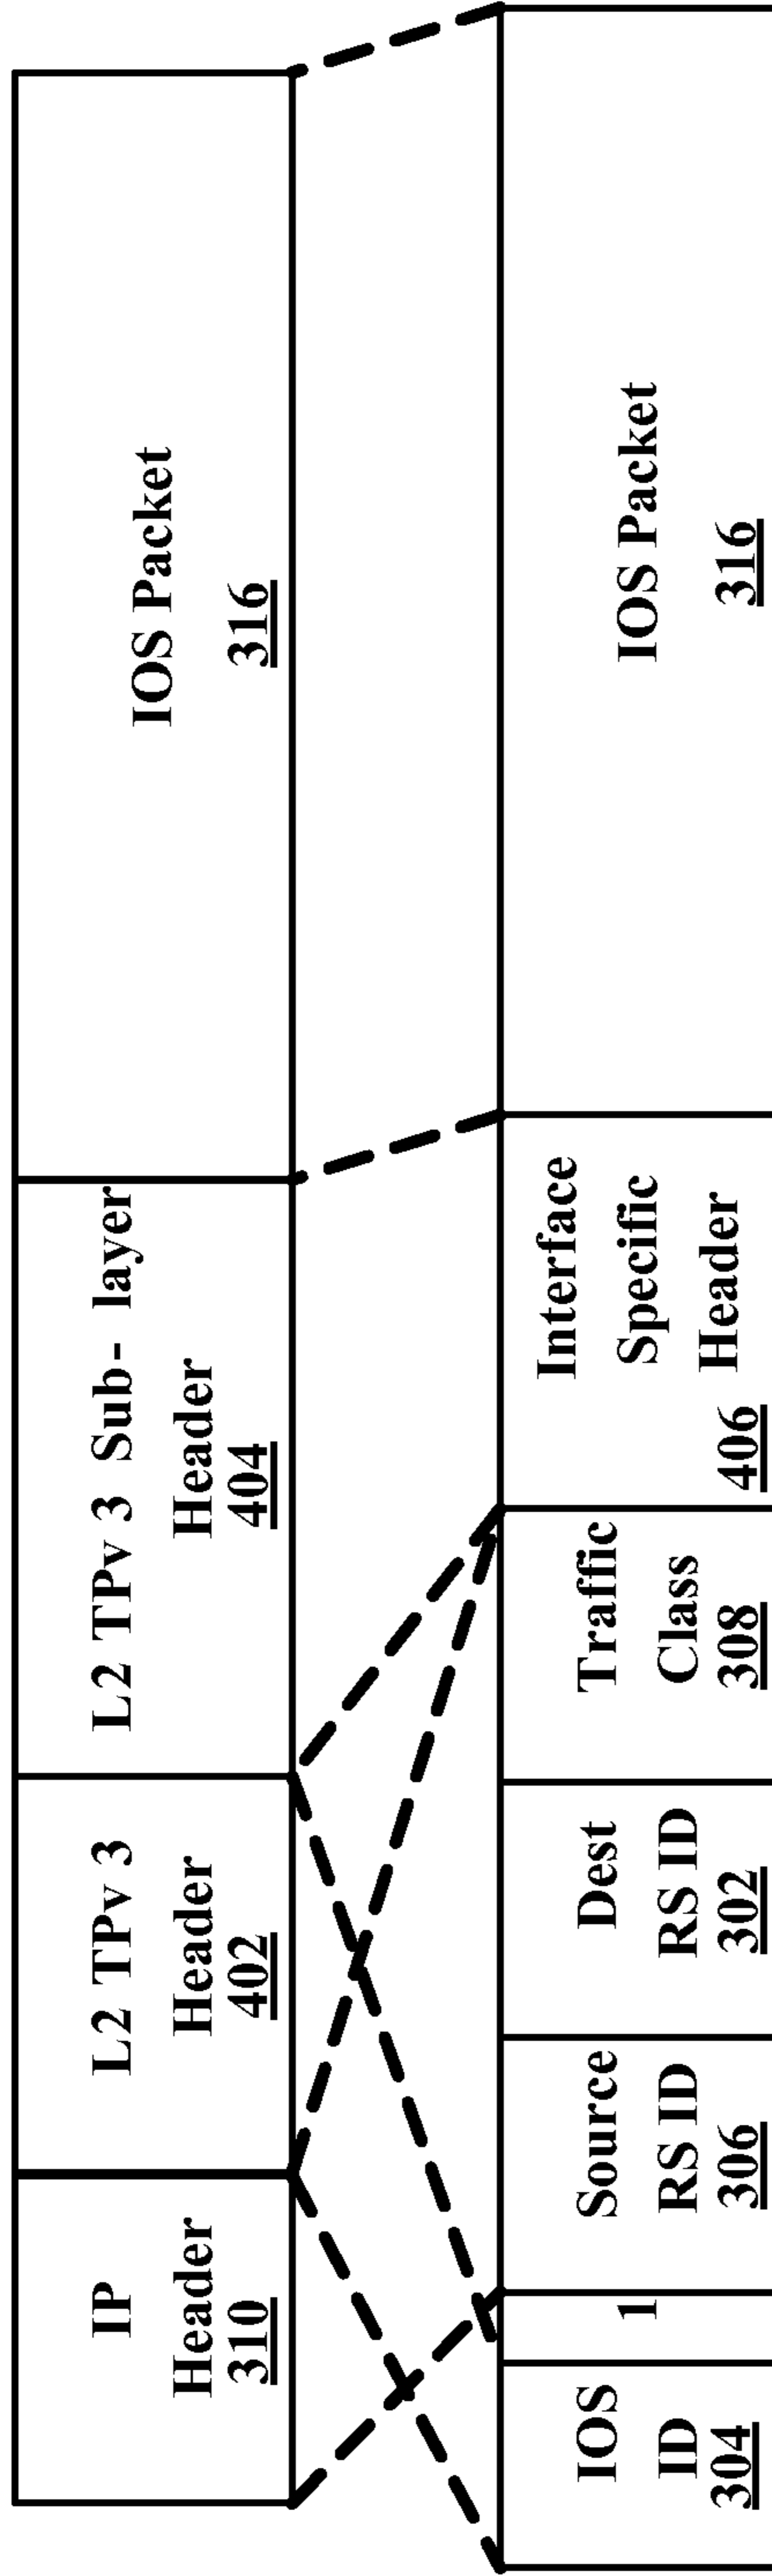 IP
Header
310
L2 TPv 3
Header
402
L2 TPv 3 Sub- layer
Header
404
IOS Packet
316
IOS
ID
304
1
Source
RS ID
306
Dest
RS ID
302
Traffic
Class
308
Interface
Specific
Header
406
IOS Packet
316